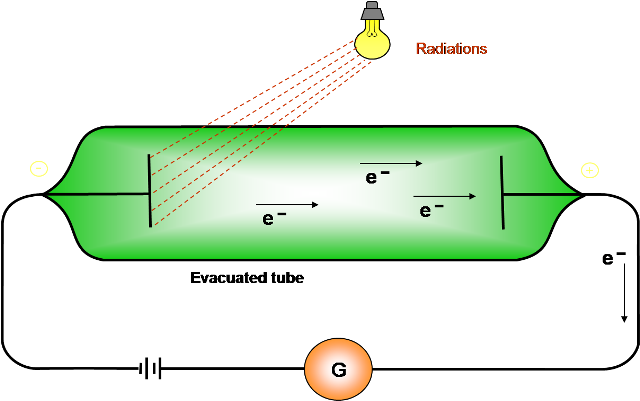 Radiations
−
+
e−
e−
e−
e−
Evacuated tube
G